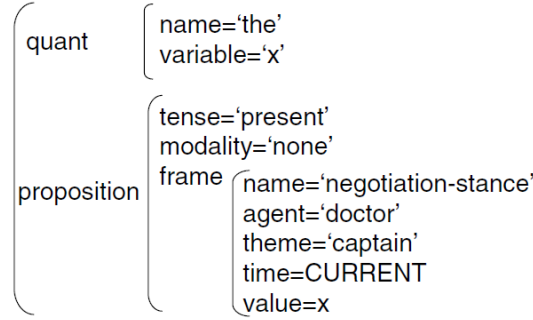 quant
name=‘the’
variable=‘x’
proposition
tense=‘present’
modality=‘none’
frame
name=‘negotiation-stance’
agent=‘doctor’
theme=‘captain’
time=CURRENT
value=x